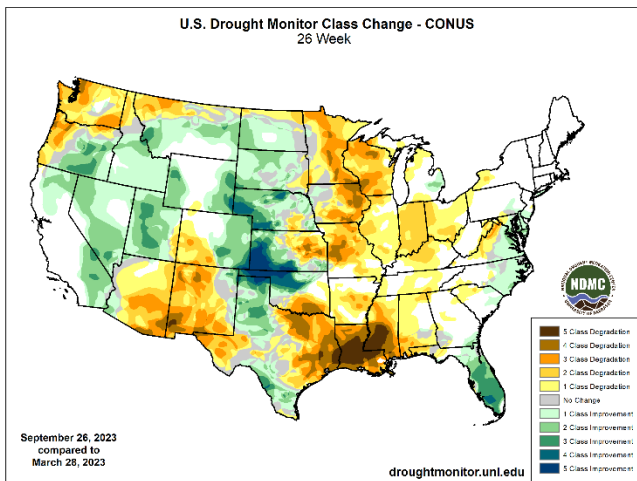 U.S. Drought Monitor Class Change - CONUS
26 Week
NDMC
5 Class Degradation
4 Class Degradation
3 Class Degradation
2 Class Degradation
1 Class Degradation
No Change
1 Class Improvement
2 Class Improvement
3 Class Improvement
4 Class Improvement
5 Class Improvement
September 26, 2023
compared to
March 28, 2023
droughtmonitor.unl.edu